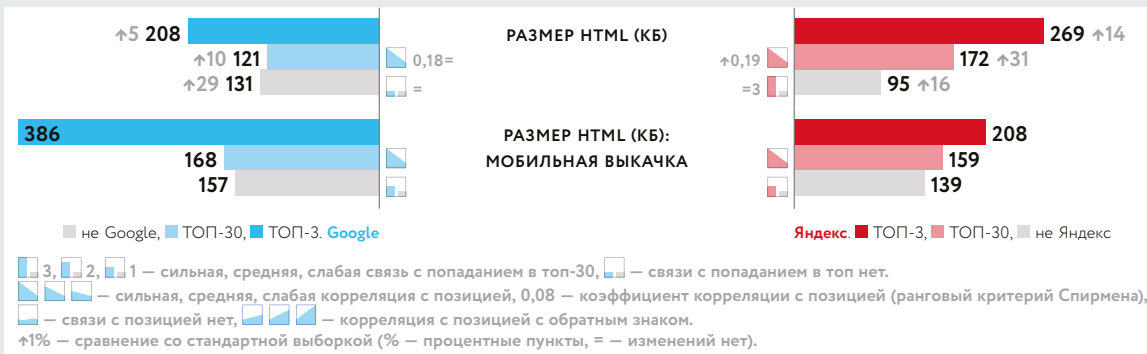 ↑5 208 РАЗМЕР HTML (КБ) 269 ↑14
↑10 121 0,18= ↑0,19 172 ↑31
↑29 131 = =3 95 ↑16
386 РАЗМЕР HTML (КБ): 208
168 МОБИЛЬНАЯ ВЫКАЧКА 159
157 139
не Google, ТОП-30, ТОП-3. Google Яндекс. ТОП-3, ТОП-30, не Яндекс
3, 2, 1 — сильная, средняя, слабая связь с попаданием в топ-30, — связи с попаданием в топ нет.
— сильная, средняя, слабая корреляция с позицией, 0,08 — коэффициент корреляции с позицией (ранговый критерий Спирмена),
— связи с позицией нет, — корреляция с позицией с обратным знаком.
↑1% — сравнение со стандартной выборкой (% — процентные пункты, = — изменений нет).